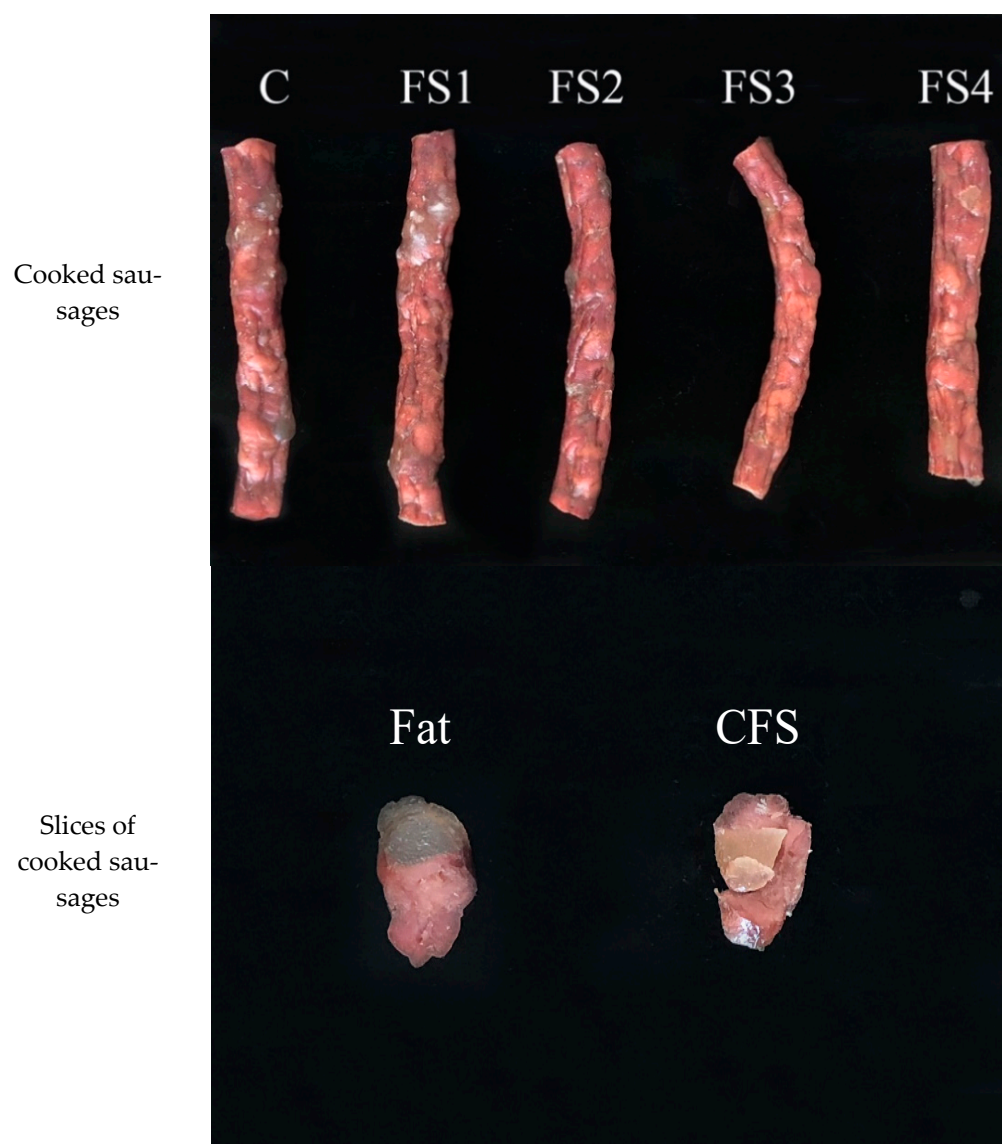 C FS1 FS2 FS3 FS4
Cooked sau-
sages
Fat CFS
Slices of
cooked sau-
sages